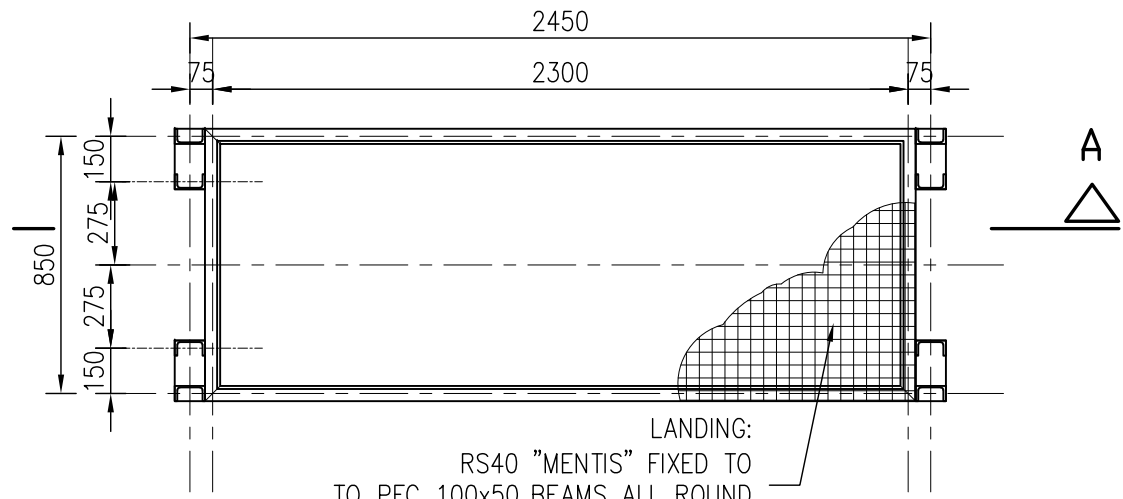 2450
75
2300
75
150
275
850
275
150
A
LANDING:
RS40 "MENTIS" FIXED TO
TO PFC 100x50 BEAMS ALL ROUND